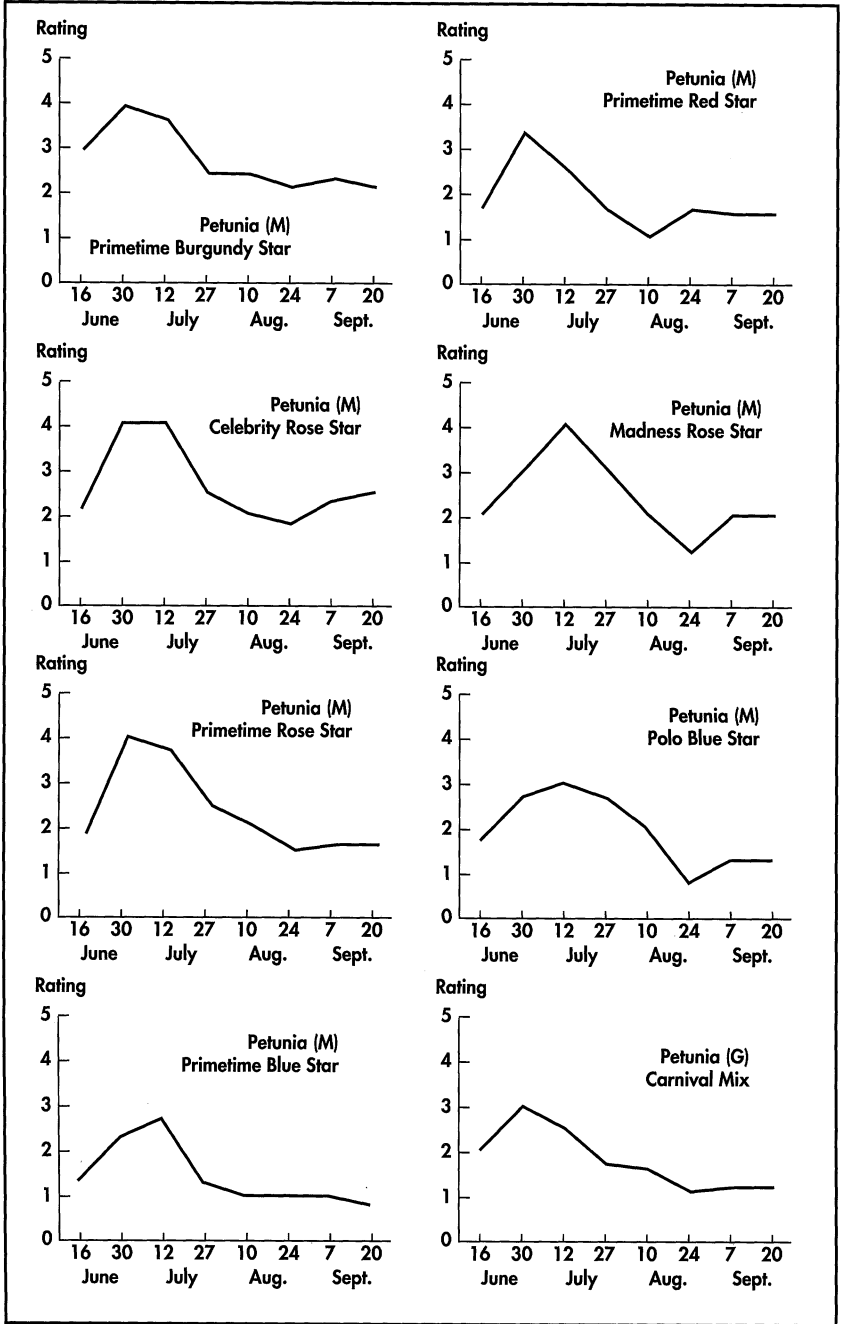 Rating
5
4
3
2
1
0
Petunia (M)
Primetime Burgundy Star
16 30 12 27 10 24 7 20
June July Aug. Sept.
Rating
5
4
3
2
1
0
Petunia (M)
Primetime Red Star
16 30 12 27 10 24 7 20
June July Aug. Sept.
Rating
5
4
3
2
1
0
Petunia (M)
Celebrity Rose Star
16 30 12 27 10 24 7 20
June July Aug. Sept.
Rating
5
4
3
2
1
0
Petunia (M)
Madness Rose Star
16 30 12 27 10 24 7 20
June July Aug. Sept.
Rating
5
4
3
2
1
0
Petunia (M)
Primetime Rose Star
16 30 12 27 10 24 7 20
June July Aug. Sept.
Rating
5
4
3
2
1
0
Petunia (M)
Polo Blue Star
16 30 12 27 10 24 7 20
June July Aug. Sept.
Rating
5
4
3
2
1
0
Petunia (M)
Primetime Blue Star
16 30 12 27 10 24 7 20
June July Aug. Sept.
Rating
5
4
3
2
1
0
Petunia (G)
Carnival Mix
16 30 12 27 10 24 7 20
June July Aug. Sept.